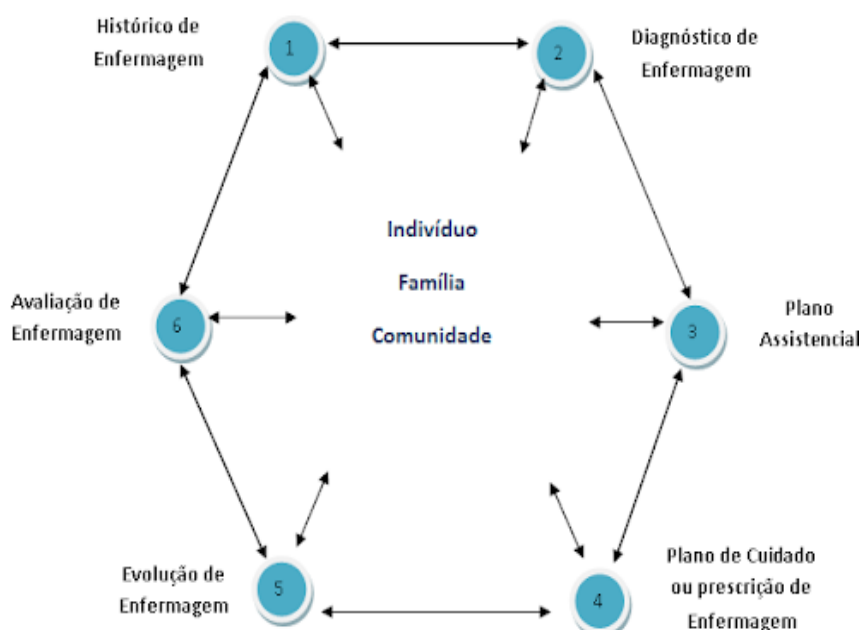 Histórico de
Enfermagem
1
2
Diagnóstico de
Enfermagem
Indivíduo
Família
Comunidade
Avaliação de
Enfermagem
6
3
Plano
Assistencial
Evolução de
Enfermagem
5
4
Plano de Cuidado
ou prescrição de
Enfermagem